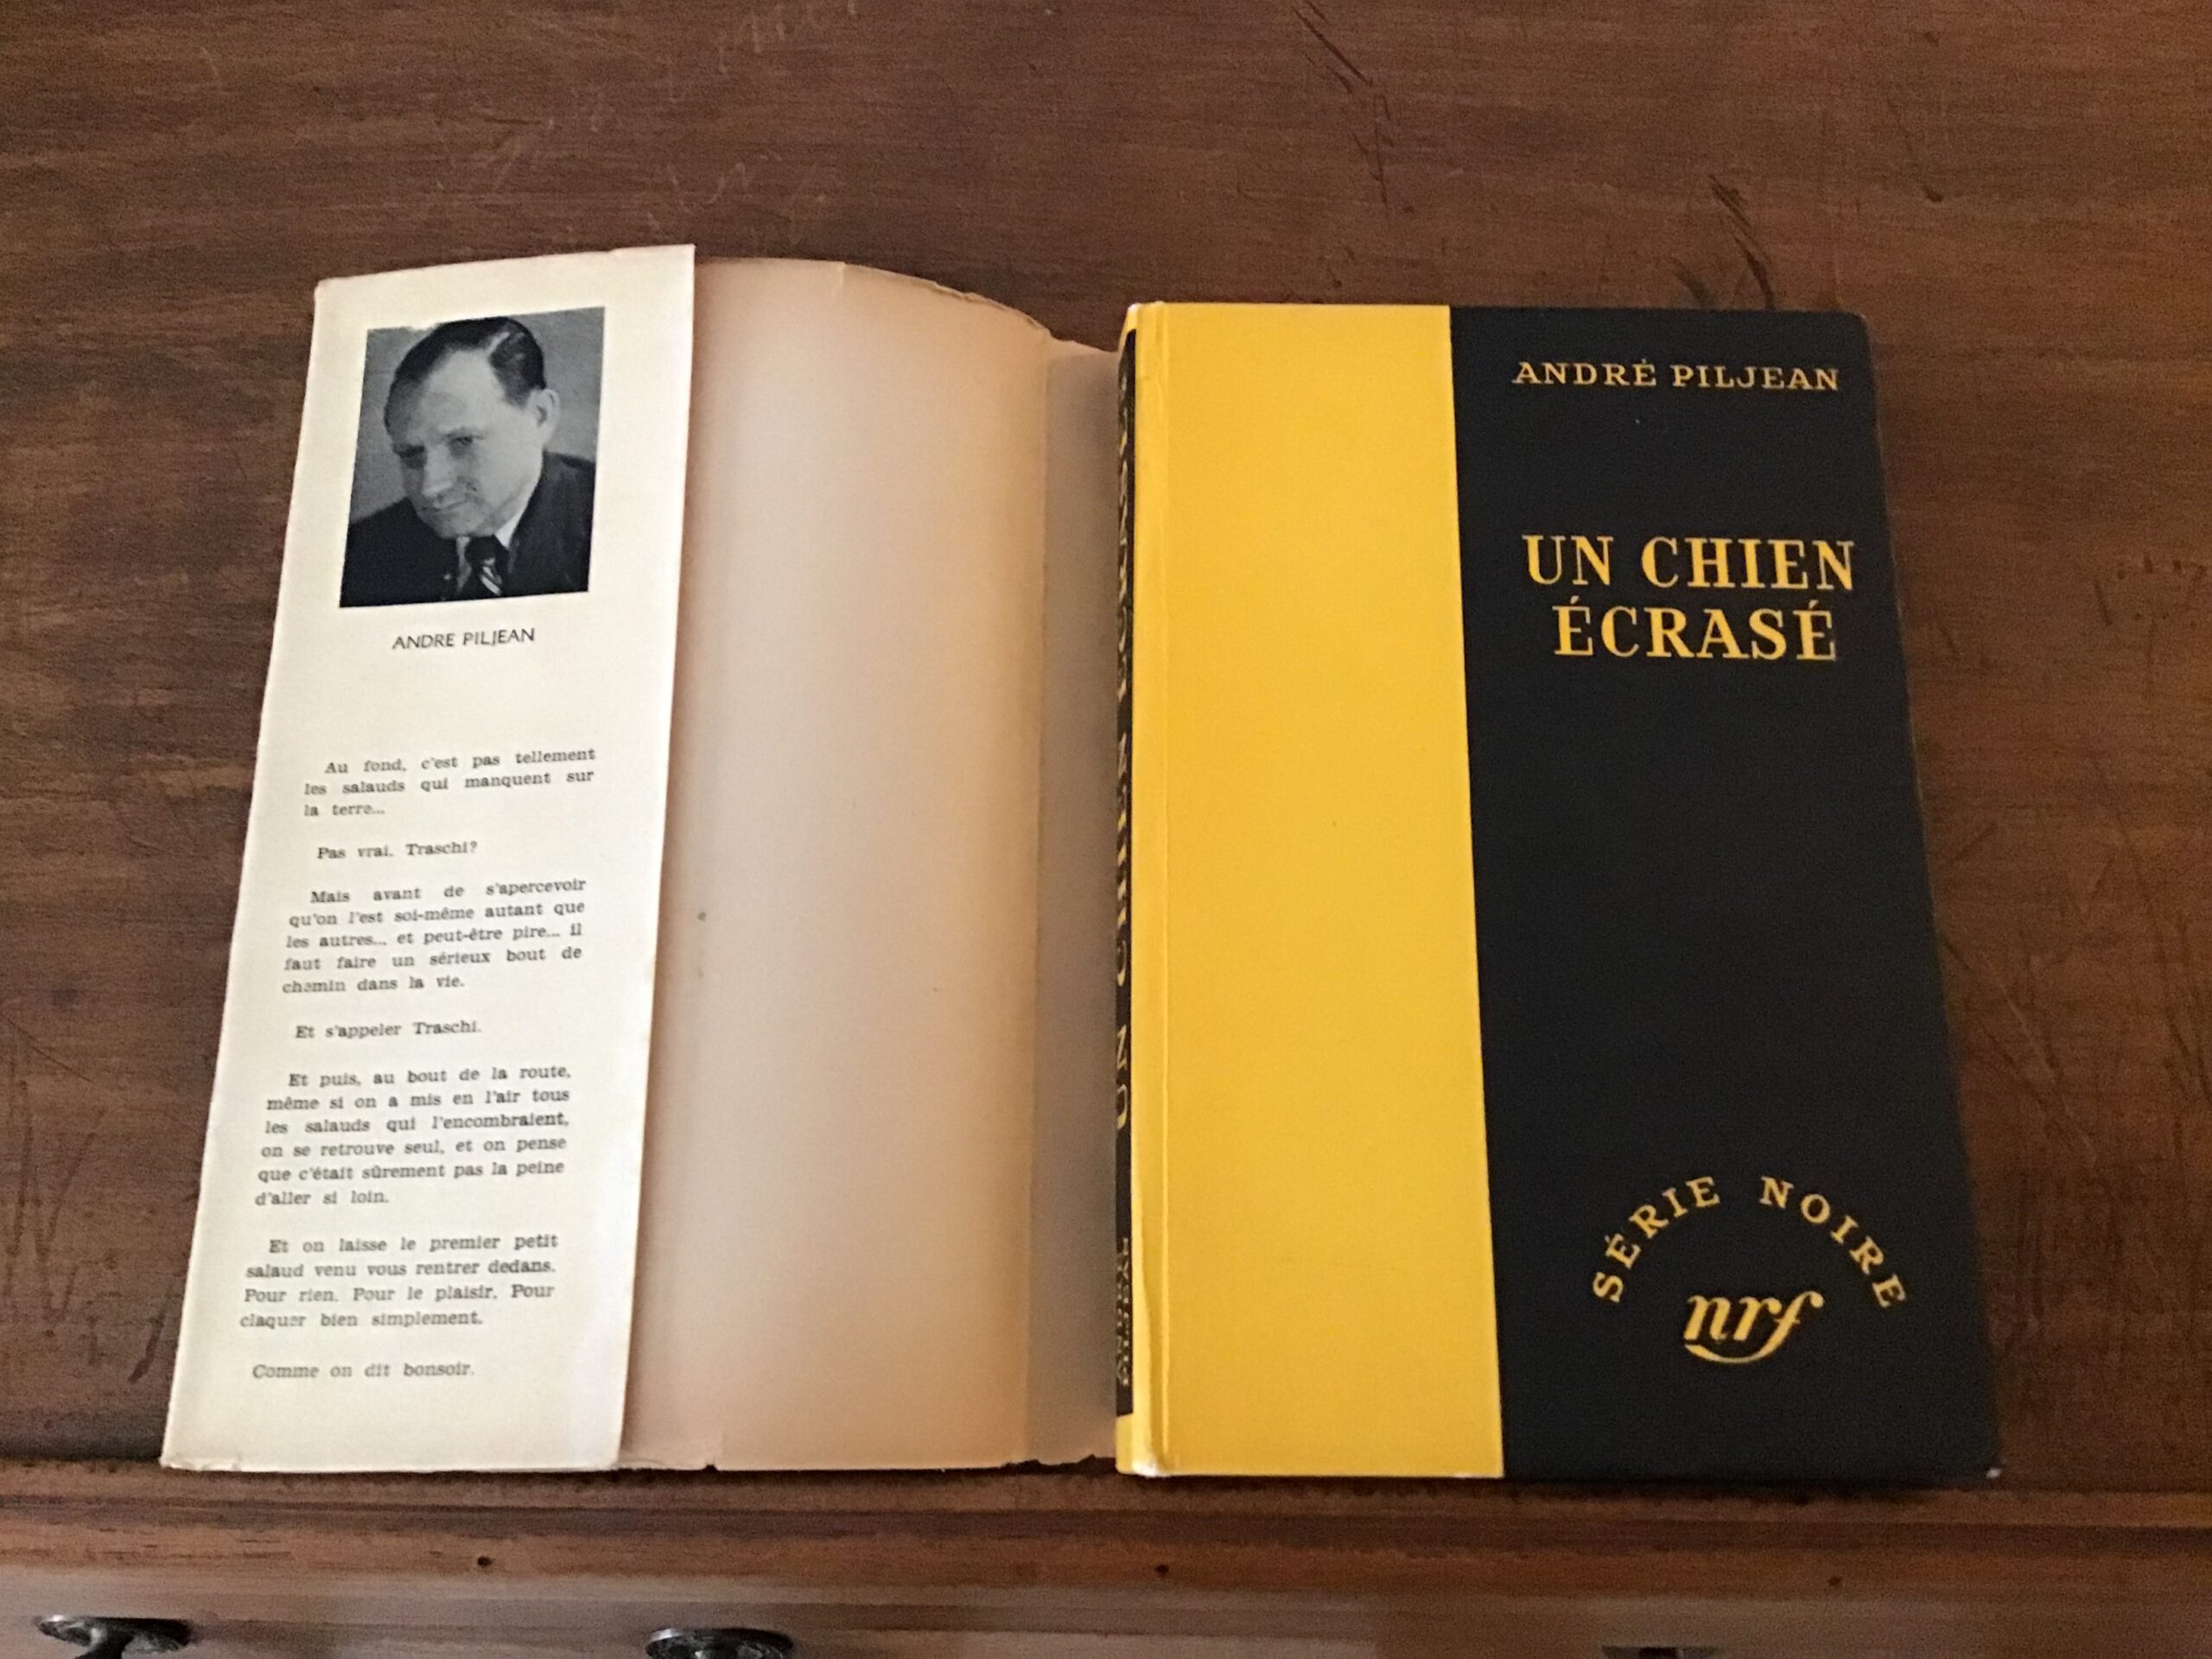 ANDRE PILJEAN
Au fond, c'est pas tellement
les salauds qui manquent sur
la terre...
Pas vrai, Traschi?
Mais avant de s'apercevoir
qu'on l'est soi-même autant que
les autres... et peut-être pire... il
faut faire un sérieux bout de
chemin dans la vie.
Et s'appeler Traschi.
Et puis, au bout de la route,
même si on a mis en l'air tous
les salauds qui l'encombraient,
on se retrouve seul, et on pense
que c'était sûrement pas la peine
d'aller si loin.
Et on laisse le premier petit
salaud venu vous rentrer dedans.
Pour rien. Pour le plaisir. Pour
claquer bien simplement.
Comme on dit bonsoir.
UN CHIEN ÉCRASÉ
ANDRÉ PILJEAN
UN CHIEN
ÉCRASÉ
SÉRIE NOIRE
nrf